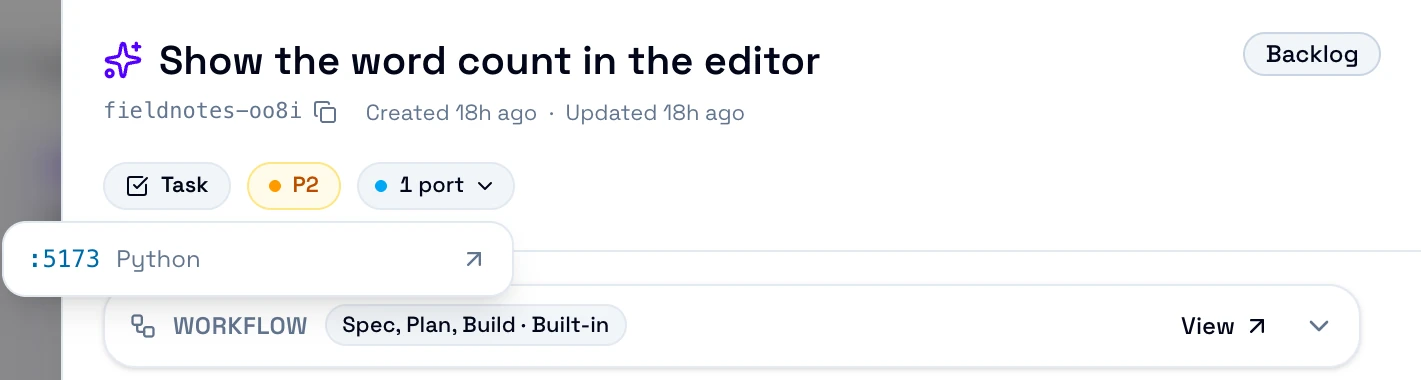 Show the word count in the editor
Backlog
fieldnotes-oo8i Created 18h ago · Updated 18h ago
Task P2 1 port
:5173 Python
WORKFLOW Spec, Plan, Build · Built-in View